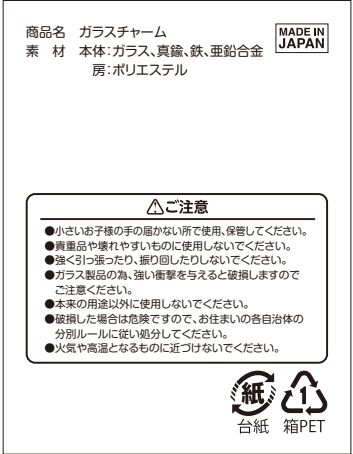 商品名　ガラスチャーム
素　材　本体:ガラス、真鍮、鉄、亜鉛合金
房:ポリエステル
MADE IN
JAPAN
⚠ご注意
●小さいお子様の手の届かない所で使用、保管してください。
●貴重品や壊れやすいものに使用しないでください。
●強く引っ張ったり、振り回したりしないでください。
●ガラス製品の為、強い衝撃を与えると破損しますので
ご注意ください。
●本来の用途以外に使用しないでください。
●破損した場合は危険ですので、お住まいの各自治体の
分別ルールに従い処分してください。
●火気や高温となるものに近づけないでください。
紙
1
台紙　箱PET